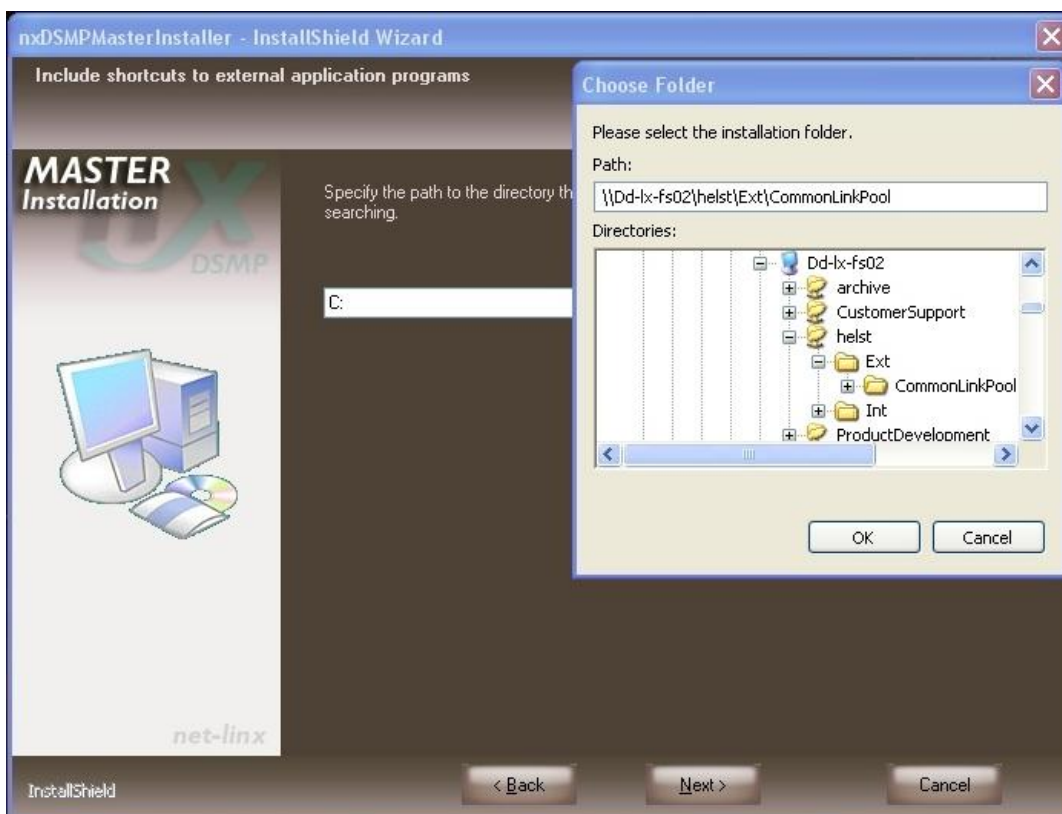 nxDSMPMasterInstaller - InstallShield Wizard
Include shortcuts to external application programs
MASTER
Installation
nx
DSMP
Specify the path to the directory th
searching.
C:
Choose Folder
Please select the installation folder.
Path:
\\Dd-lx-fs02\helst\Ext\CommonLinkPool
Directories:
Dd-lx-fs02
archive
CustomerSupport
helst
Ext
CommonLinkPool
Int
ProductDevelopment
OK Cancel
net-linx
InstallShield
< Back Next > Cancel